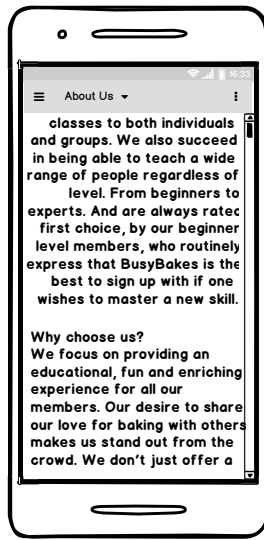 16:33
About Us
classes to both individuals
and groups. We also succeed
in being able to teach a wide
range of people regardless of
level. From beginners to
experts. And are always rated
first choice, by our beginner
level members, who routinely
express that BusyBakes is the
best to sign up with if one
wishes to master a new skill.
Why choose us?
We focus on providing an
educational, fun and enriching
experience for all our
members. Our desire to share
our love for baking with others
makes us stand out from the
crowd. We don't just offer a